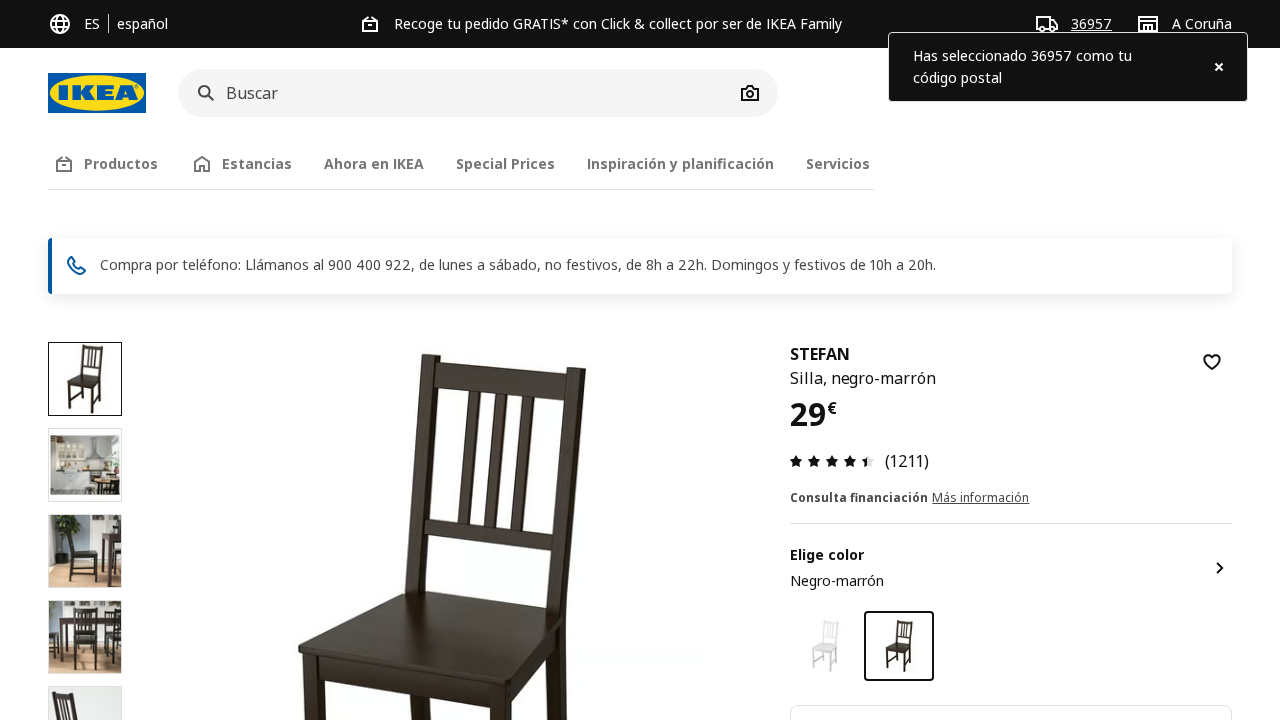 ES español
Recoge tu pedido GRATIS* con Click & collect por ser de IKEA Family
36957
A Coruña
Has seleccionado 36957 como tu
código postal
IKEA
Buscar
Productos
Estancias
Ahora en IKEA
Special Prices
Inspiración y planificación
Servicios
Compra por teléfono: Llámanos al 900 400 922, de lunes a sábado, no festivos, de 8h a 22h. Domingos y festivos de 10h a 20h.
STEFAN
Silla, negro-marrón
29€
(1211)
Consulta financiación Más información
Elige color
Negro-marrón